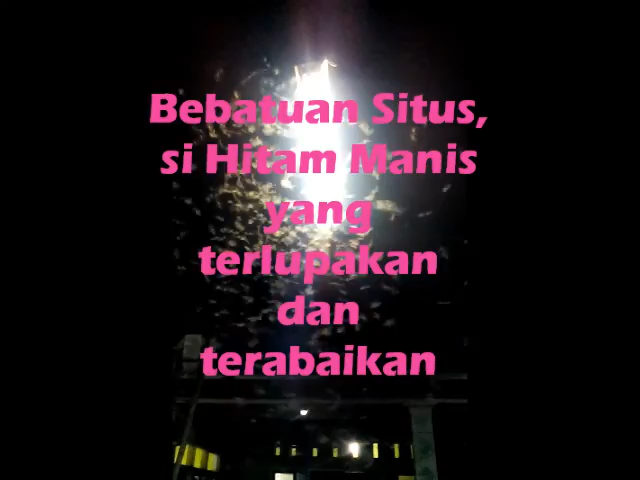 Bebatuan Situs,
si Hitam Manis
yang
terlupakan
dan
terabaikan